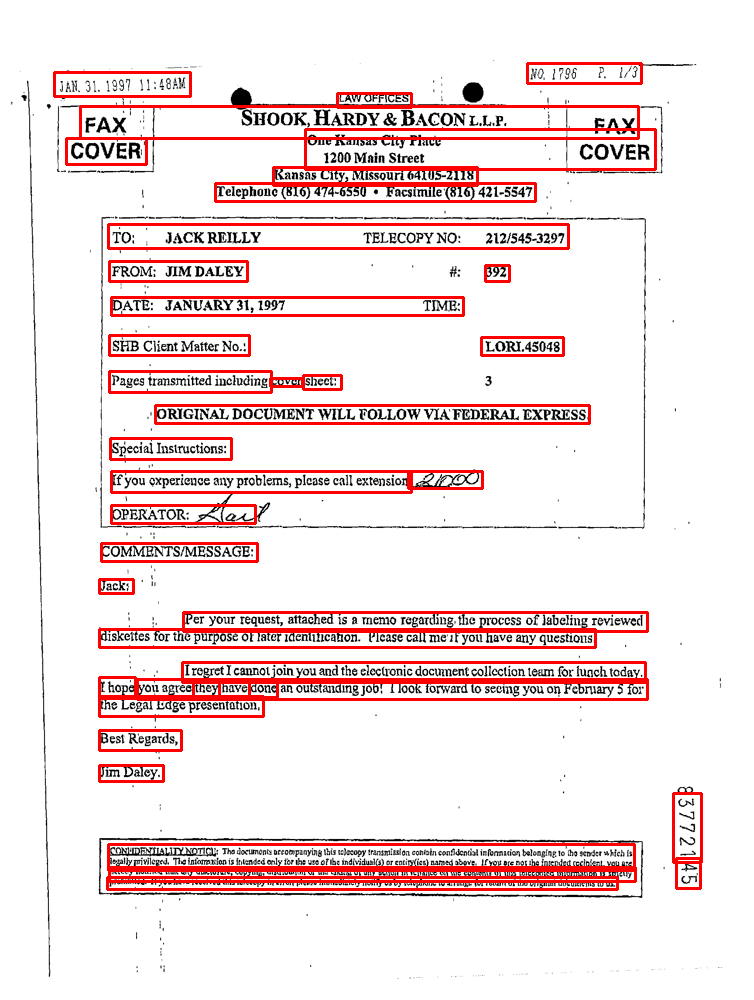 JAN. 31. 1997 11:48AM NO. 1796 P. 1/3
LAW OFFICES
FAX SHOOK, HARDY & BACON L.L.P. FAX
COVER One Kansas City Place COVER
1200 Main Street
Kansas City, Missouri 64105-2118
Telephone (816) 474-6550 • Facsimile (816) 421-5547
TO: JACK REILLY TELECOPY NO: 212/545-3297
FROM: JIM DALEY #: 392
DATE: JANUARY 31, 1997 TIME:
SHB Client Matter No.: LORI.45048
Pages transmitted including cover sheet: 3
ORIGINAL DOCUMENT WILL FOLLOW VIA FEDERAL EXPRESS
Special Instructions:
If you experience any problems, please call extension 21000
OPERATOR:
COMMENTS/MESSAGE:
Jack:
Per your request, attached is a memo regarding the process of labeling reviewed
diskettes for the purpose of later identification. Please call me if you have any questions
I regret I cannot join you and the electronic document collection team for lunch today.
I hope you agree they have done an outstanding job! I look forward to seeing you on February 5 for
the Legal Edge presentation.
Best Regards,
Jim Daley.
CONFIDENTIALITY NOTICE: The documents accompanying this telecopy transmission contain confidential information belonging to the sender which is
legally privileged. The information is intended only for the use of the individual(s) or entity(ies) named above. If you are not the intended recipient, you are
hereby notified that any disclosure, copying, distribution or the taking of any action in reliance on the contents of this telecopied information is strictly
prohibited. If you have received this telecopy in error, please immediately notify us by telephone to arrange for return of the original documents to us.
83772145